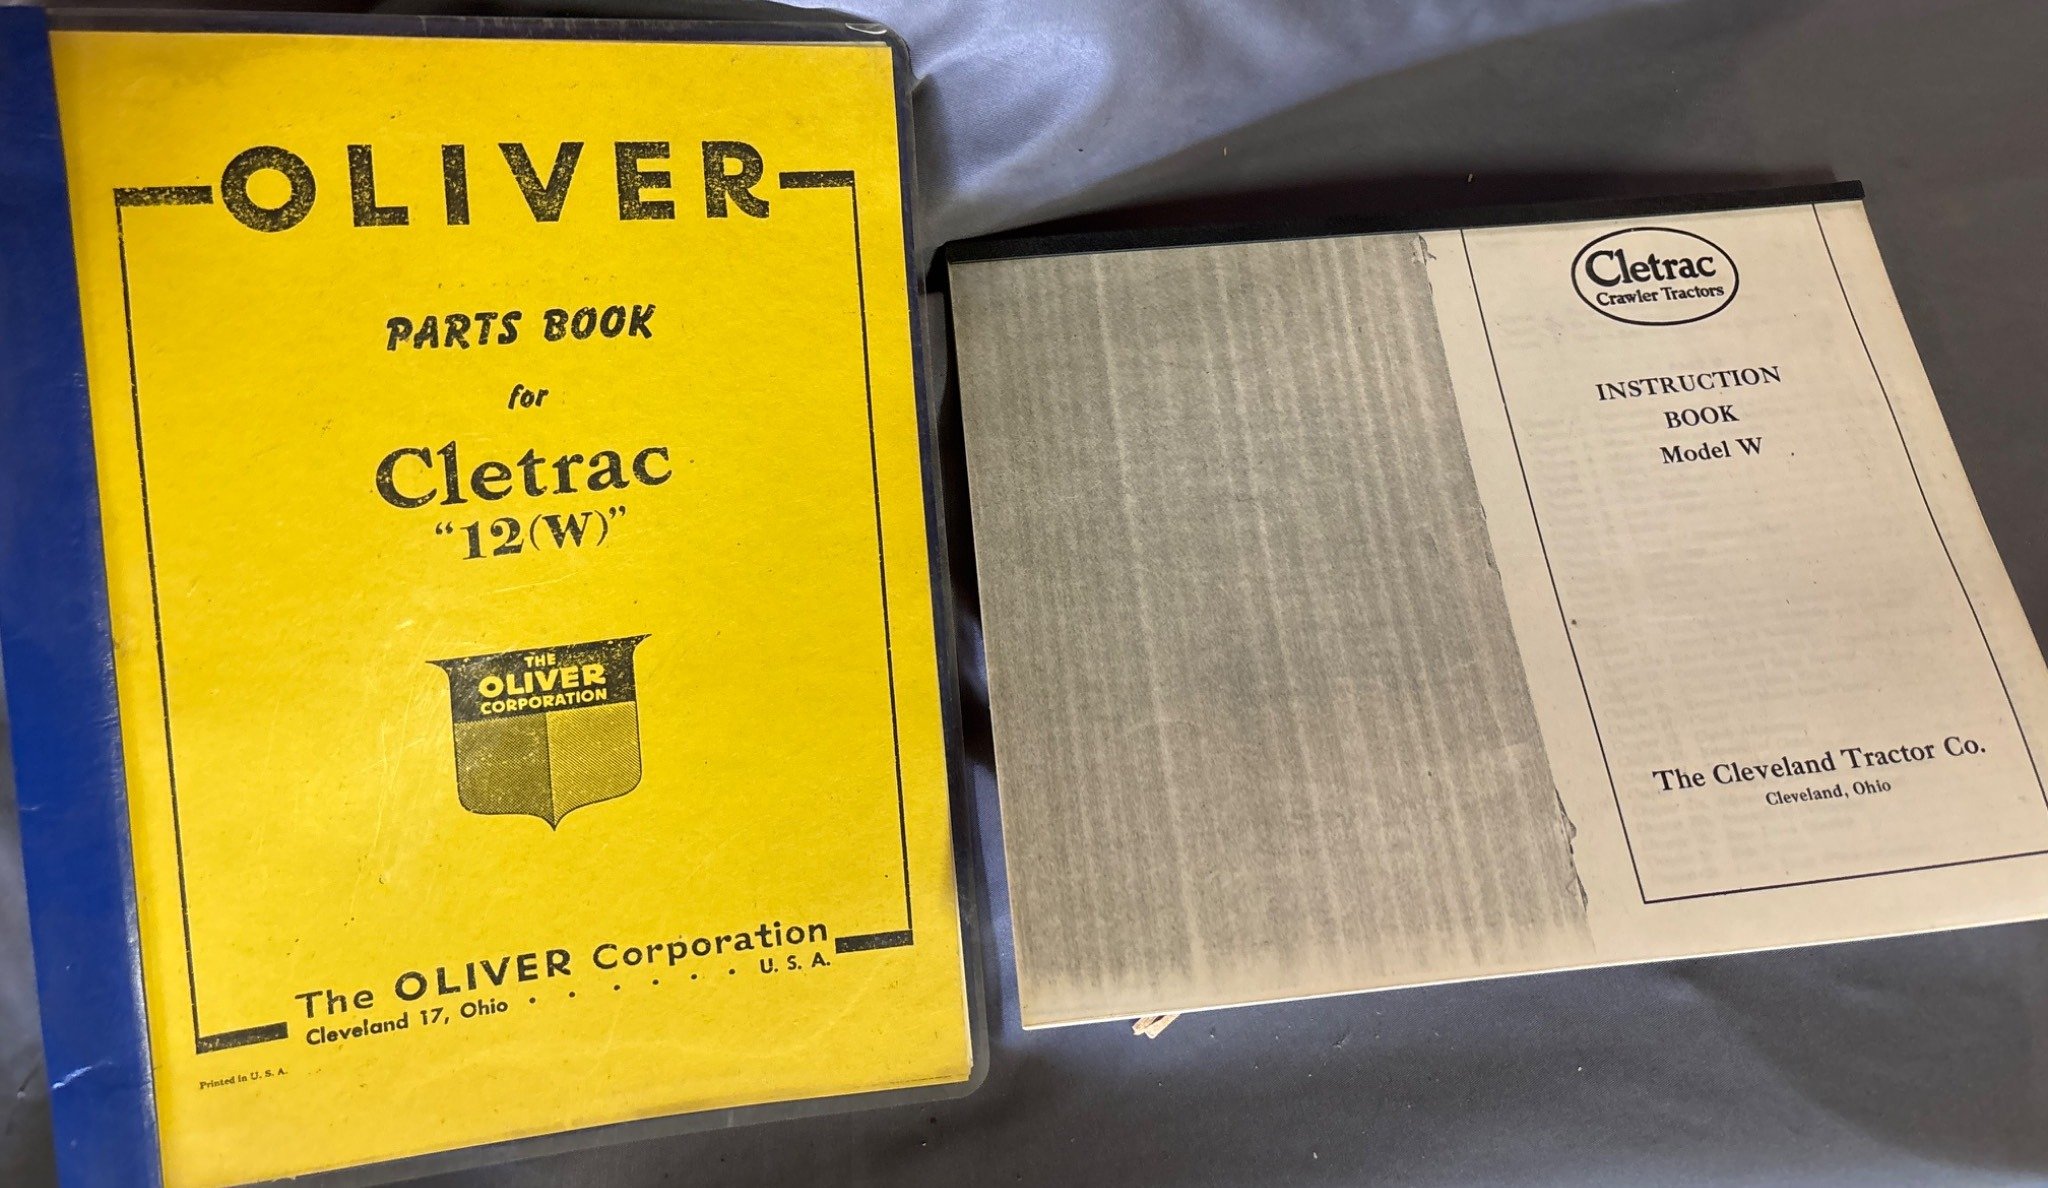 OLIVER
PARTS BOOK
for
Cletrac
"12(W)"
THE
OLIVER
CORPORATION
The OLIVER Corporation
Cleveland 17, Ohio . . . . . . U. S. A.
Printed in U. S. A.
Cletrac
Crawler Tractors
INSTRUCTION
BOOK
Model W
The Cleveland Tractor Co.
Cleveland, Ohio